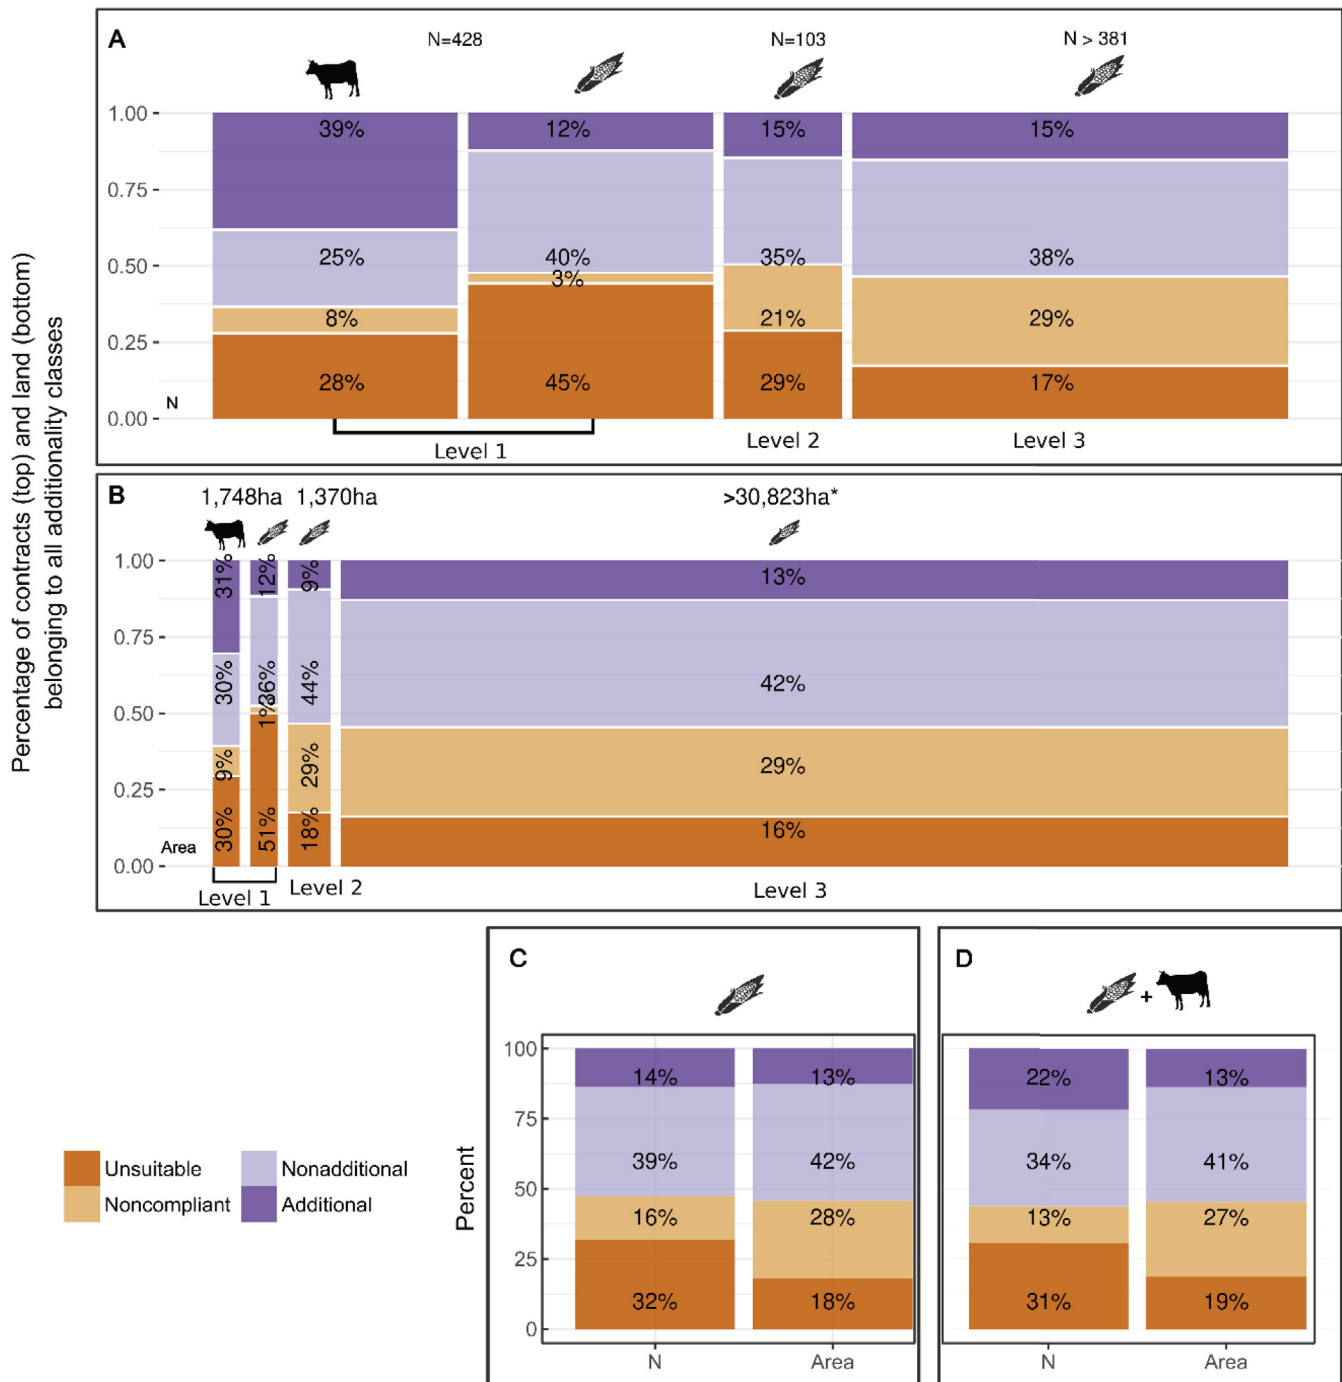 Percentage of contracts (top) and land (bottom)
belonging to all additionality classes
A
N=428
N=103
N > 381
1.00
0.75
0.50
0.25
0.00
N
39%
12%
15%
15%
25%
40%
35%
38%
8%
3%
21%
29%
28%
45%
29%
17%
Level 1
Level 2
Level 3
B
1,748ha
1,370ha
>30,823ha*
1.00
0.75
0.50
0.25
0.00
Area
31%
12%
9%
13%
30%
36%
44%
42%
9%
1%
29%
29%
30%
51%
18%
16%
Level 1
Level 2
Level 3
C
Percent
100
75
50
25
0
14%
13%
39%
42%
16%
28%
32%
18%
N
Area
D
+
22%
13%
34%
41%
13%
27%
31%
19%
N
Area
Unsuitable
Nonadditional
Noncompliant
Additional